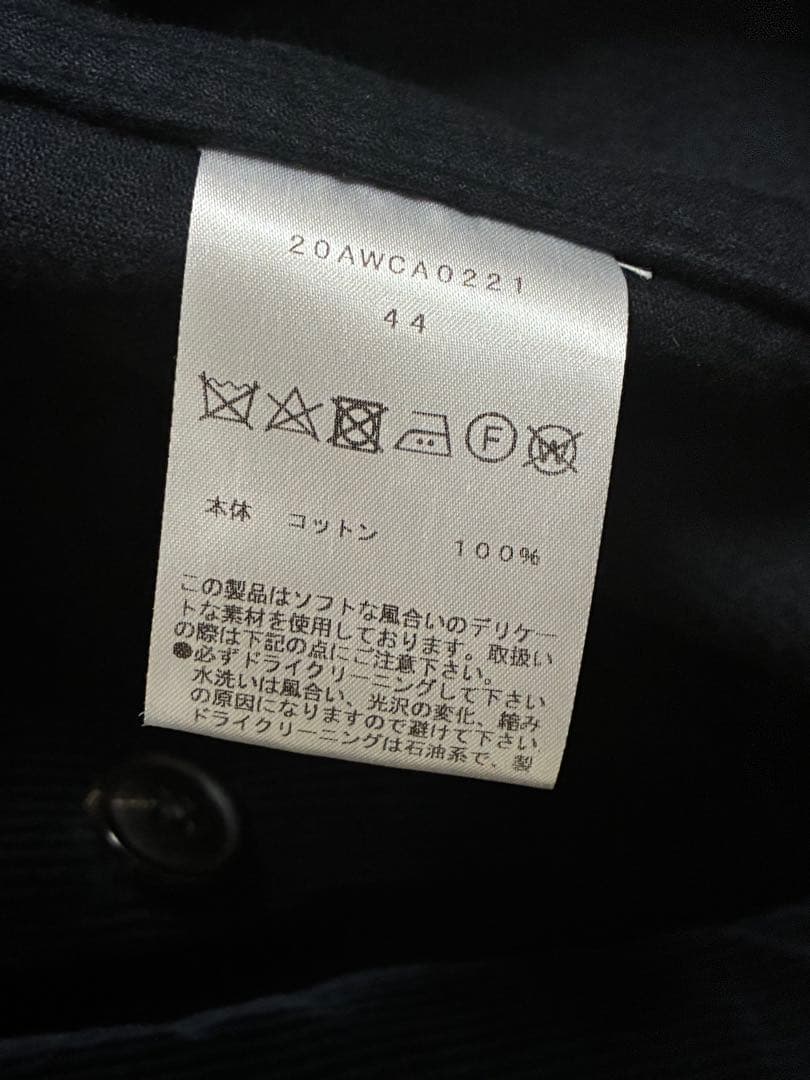 20AWCA0221
44
F W
本体 コットン 100%
この製品はソフトな風合いのデリケー
トな素材を使用しております。取扱い
の際は下記の点にご注意下さい。
●必ずドライクリーニングして下さい
水洗いは風合い、光沢の変化、縮み
の原因になりますので避けて下さい
ドライクリーニングは石油系で、製